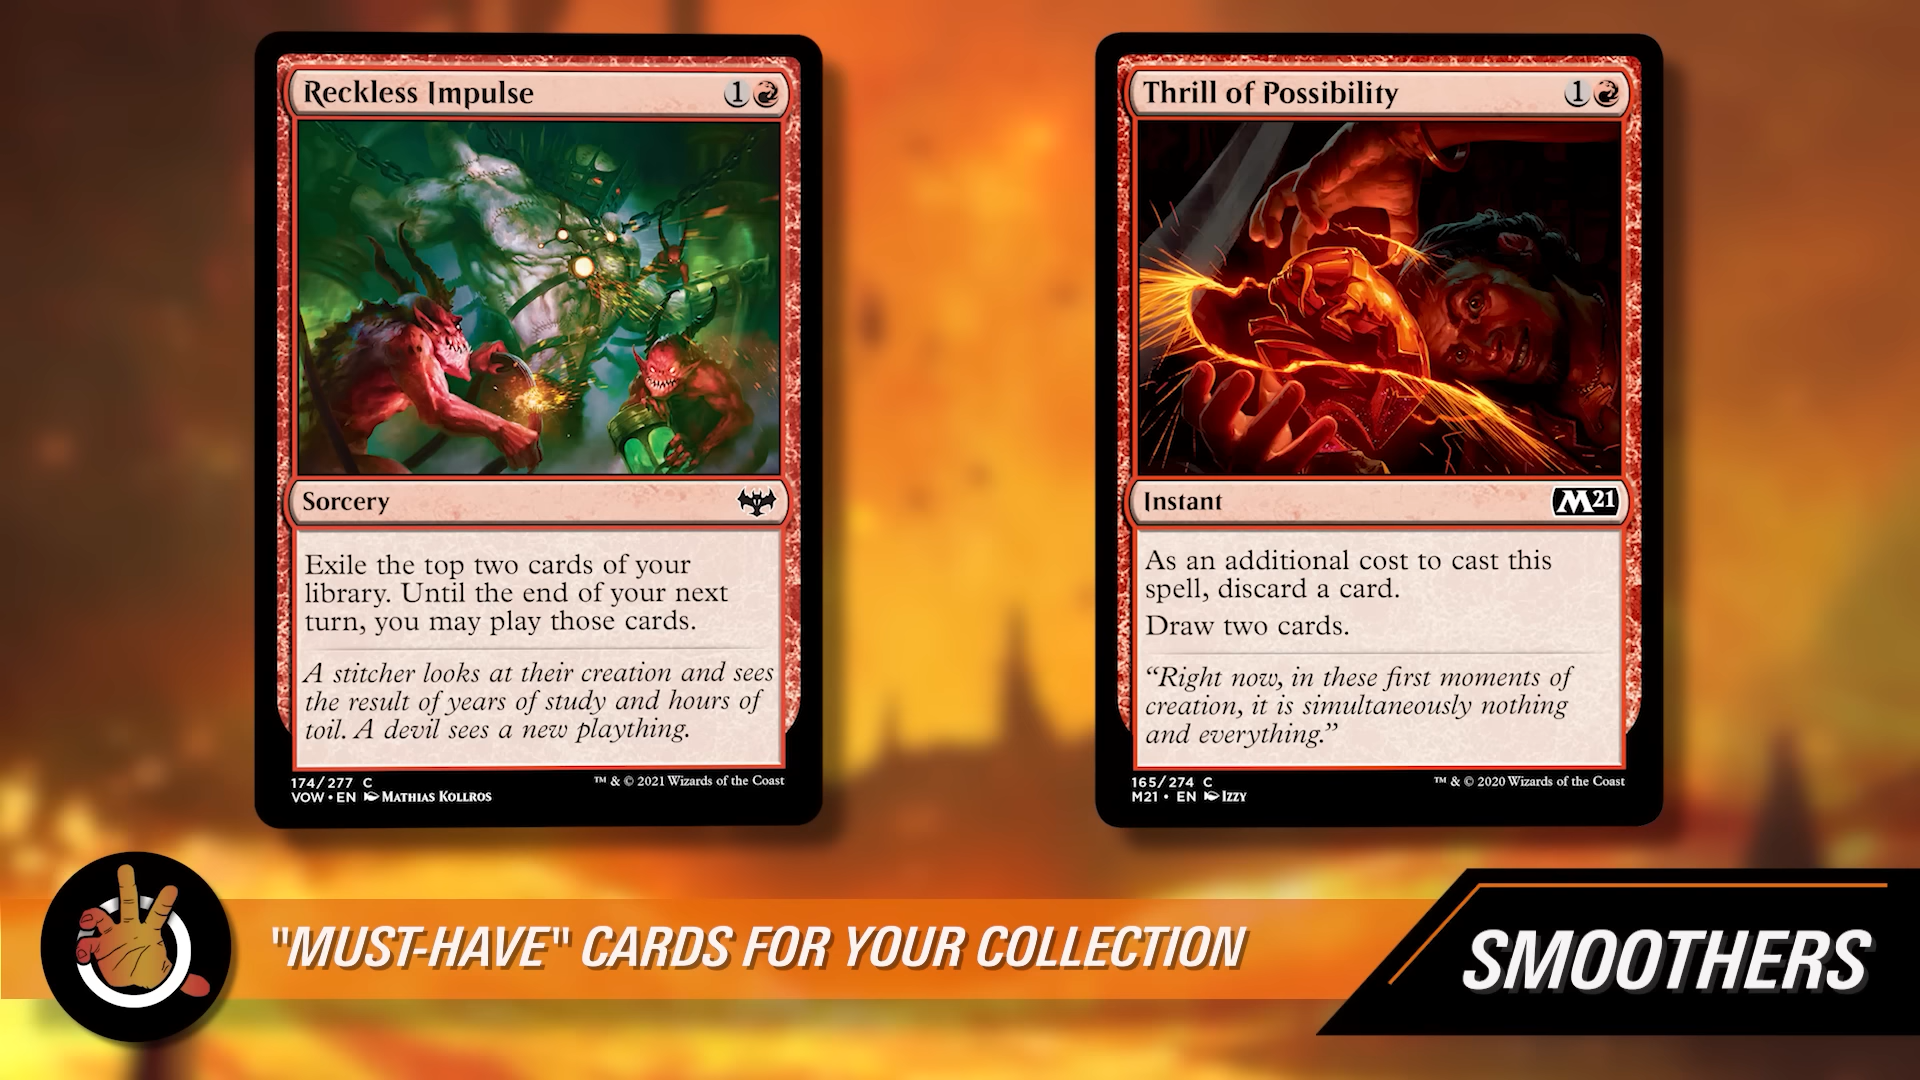 Reckless Impulse 1
Sorcery
Exile the top two cards of your
library. Until the end of your next
turn, you may play those cards.
A stitcher looks at their creation and sees
the result of years of study and hours of
toil. A devil sees a new plaything.
174/277 C
VOW • EN MATHIAS KOLLROS
™ & © 2021 Wizards of the Coast
Thrill of Possibility 1
Instant M21
As an additional cost to cast this
spell, discard a card.
Draw two cards.
“Right now, in these first moments of
creation, it is simultaneously nothing
and everything.”
165/274 C
M21 • EN IZZY
™ & © 2020 Wizards of the Coast
"MUST-HAVE" CARDS FOR YOUR COLLECTION
SMOOTHERS